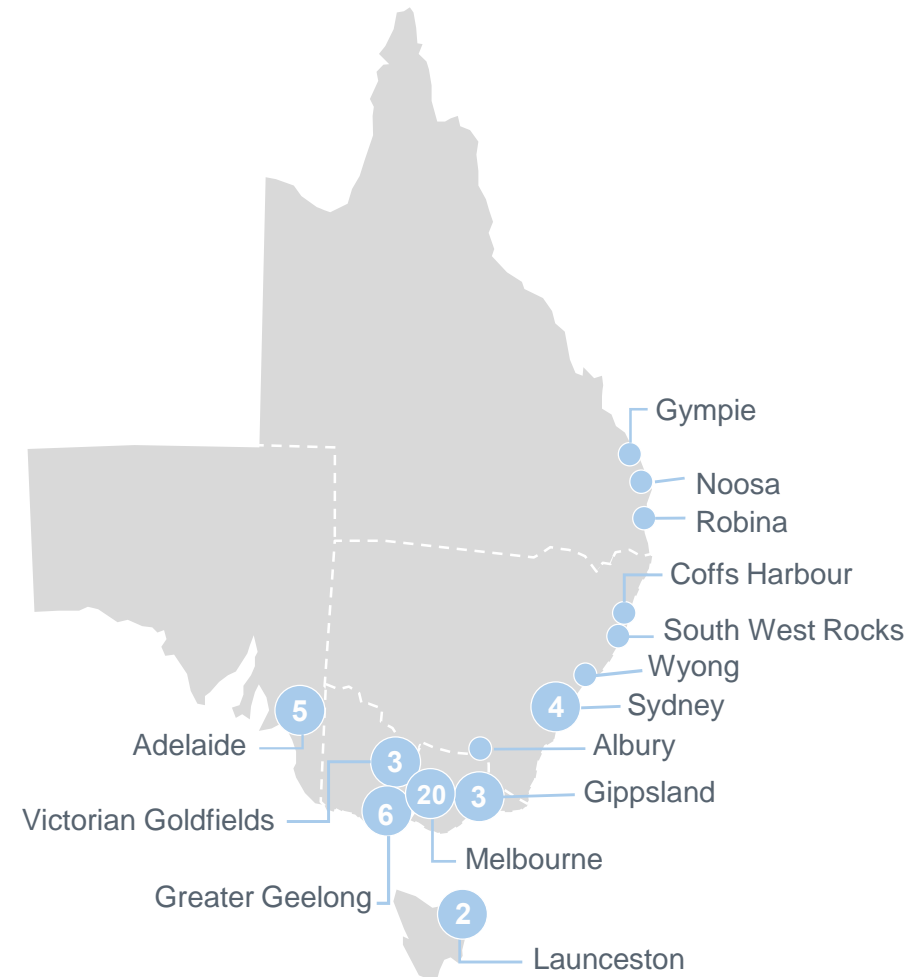 Gympie
Noosa
Robina
Coffs Harbour
South West Rocks
Wyong
4
Sydney
5
Adelaide
Albury
3
Victorian Goldfields
20
3
Gippsland
6
Melbourne
Greater Geelong
2
Launceston